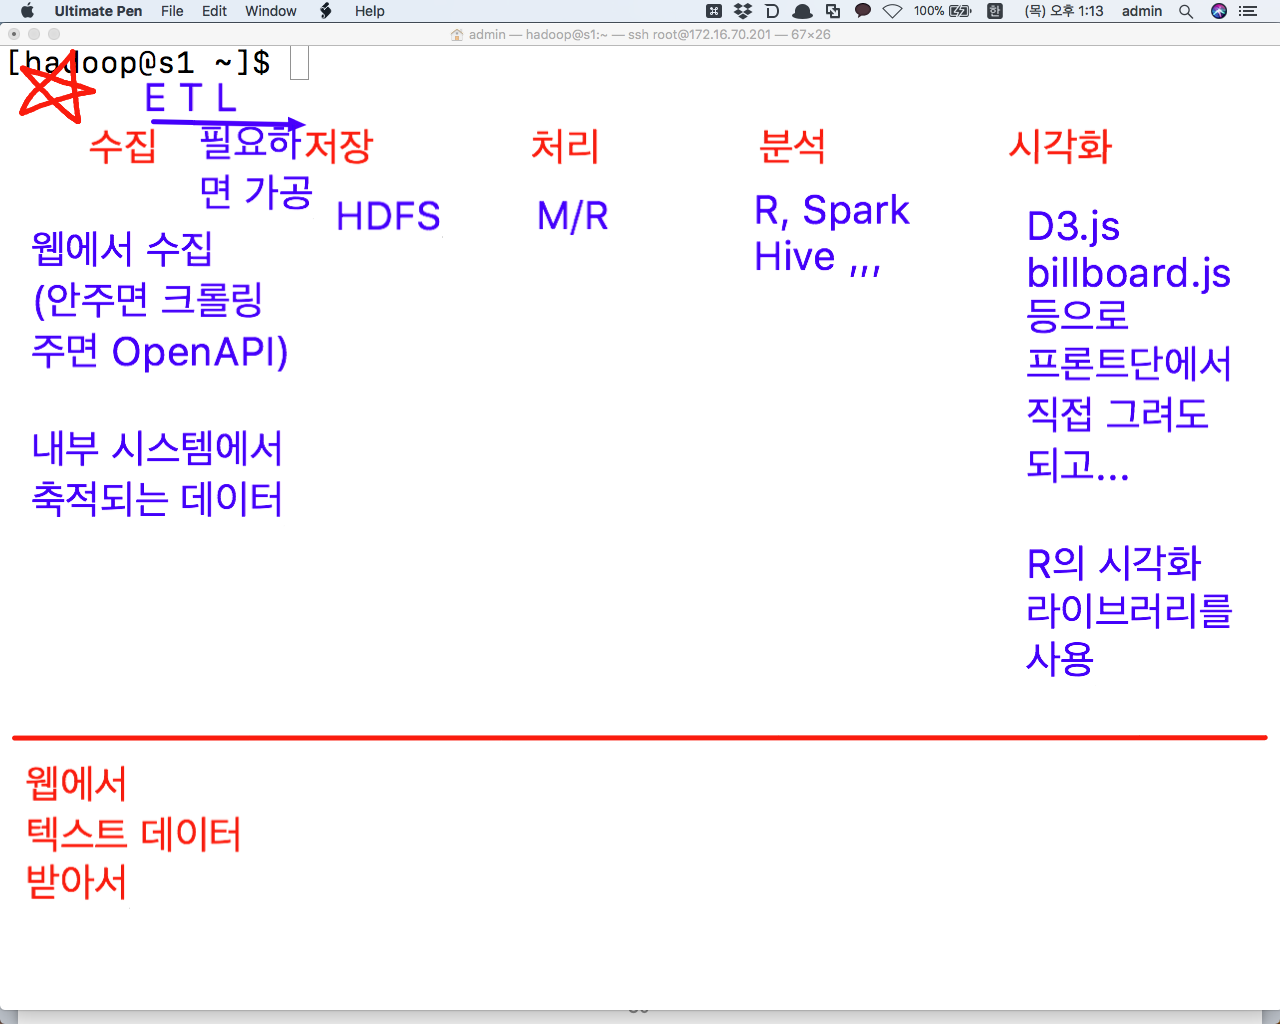 Ultimate Pen File Edit Window Help 100% 한 (목) 오후 1:13 admin
admin — hadoop@s1:~ — ssh root@172.16.70.201 — 67×26
[hadoop@s1 ~]$
E T L
수집 필요하 저장 처리 분석 시각화
면 가공
HDFS M/R R, Spark
Hive ,,,
D3.js
billboard.js
등으로
프론트단에서
직접 그려도
되고...
R의 시각화
라이브러리를
사용
웹에서 수집
(안주면 크롤링
주면 OpenAPI)
내부 시스템에서
축적되는 데이터
웹에서
텍스트 데이터
받아서